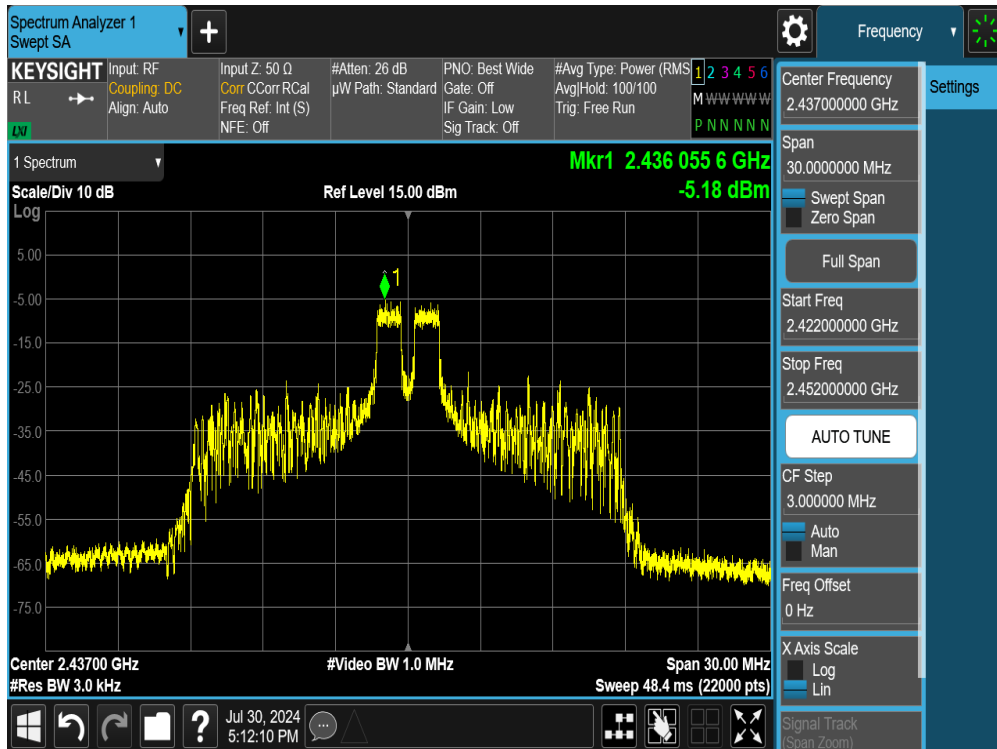 Spectrum Analyzer 1
Swept SA
+
Frequency
KEYSIGHT
R L
LXI
Input: RF
Coupling: DC
Align: Auto
Input Z: 50 Ω
Corr CCorr RCal
Freq Ref: Int (S)
NFE: Off
#Atten: 26 dB
µW Path: Standard
PNO: Best Wide
Gate: Off
IF Gain: Low
Sig Track: Off
#Avg Type: Power (RMS
Avg|Hold: 100/100
Trig: Free Run
1 2 3 4 5 6
M W W W W W
P N N N N N
1 Spectrum
Mkr1 2.436 055 6 GHz
-5.18 dBm
Scale/Div 10 dB
Ref Level 15.00 dBm
Log
1
5.00
-5.00
-15.0
-25.0
-35.0
-45.0
-55.0
-65.0
-75.0
Center 2.43700 GHz
#Video BW 1.0 MHz
Span 30.00 MHz
#Res BW 3.0 kHz
Sweep 48.4 ms (22000 pts)
Center Frequency
2.437000000 GHz
Span
30.0000000 MHz
Swept Span
Zero Span
Full Span
Start Freq
2.422000000 GHz
Stop Freq
2.452000000 GHz
AUTO TUNE
CF Step
3.000000 MHz
Auto
Man
Freq Offset
0 Hz
X Axis Scale
Log
Lin
Signal Track
(Span Zoom)
Settings
?
Jul 30, 2024
5:12:10 PM